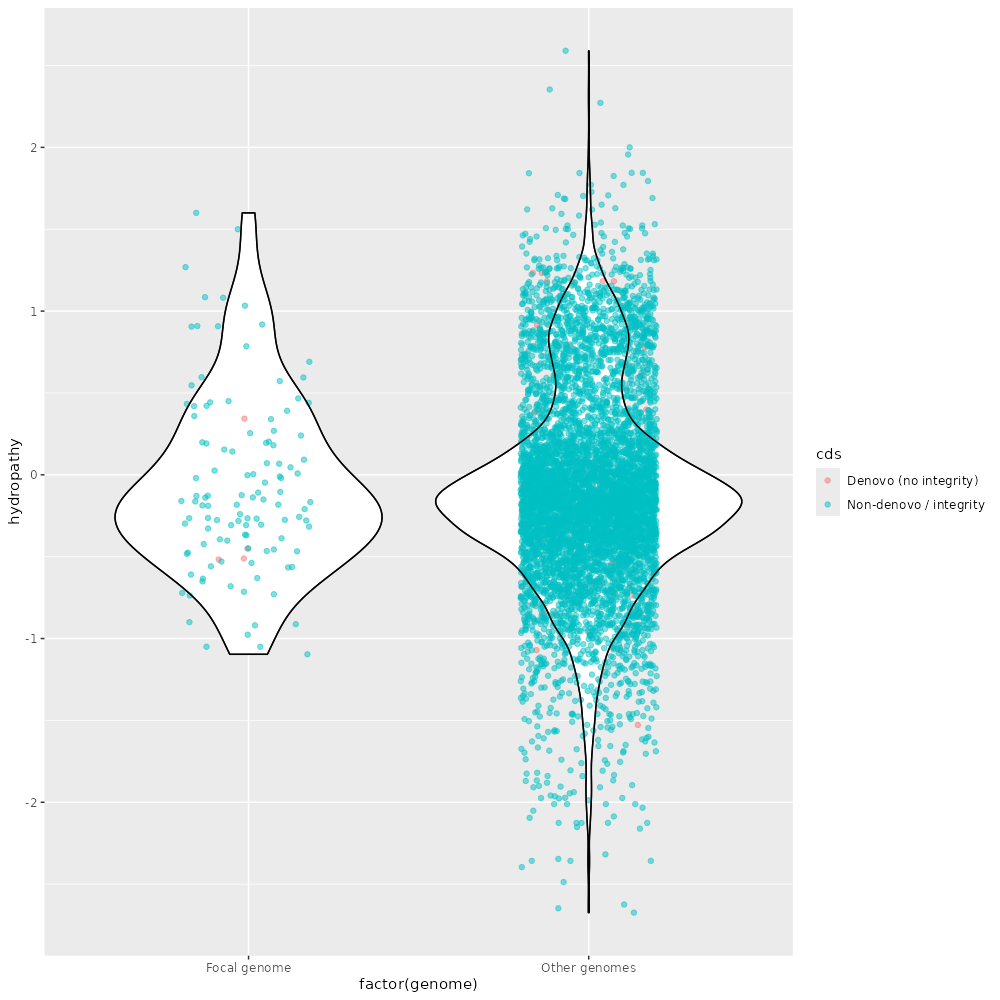 hydropathy
2
1
0
-1
-2
Focal genome
Other genomes
factor(genome)
cds
Denovo (no integrity)
Non-denovo / integrity